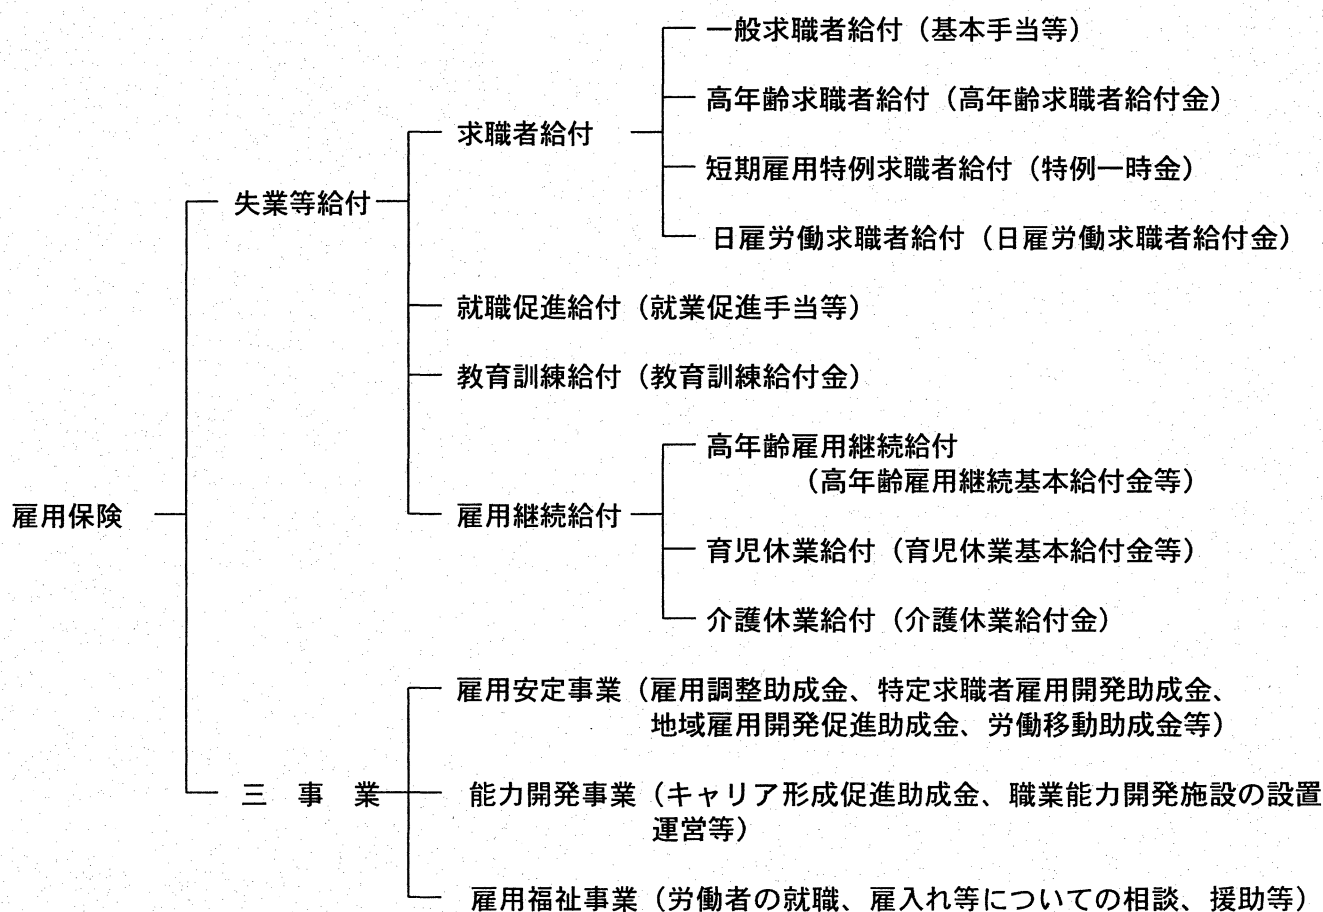 一般求職者給付（基本手当等）
高年齢求職者給付（高年齢求職者給付金）
求職者給付
短期雇用特例求職者給付（特例一時金）
失業等給付
日雇労働求職者給付（日雇労働求職者給付金）
就職促進給付（就業促進手当等）
教育訓練給付（教育訓練給付金）
高年齢雇用継続給付
（高年齢雇用継続基本給付金等）
雇用保険
雇用継続給付
育児休業給付（育児休業基本給付金等）
介護休業給付（介護休業給付金）
雇用安定事業（雇用調整助成金、特定求職者雇用開発助成金、
地域雇用開発促進助成金、労働移動助成金等）
三　事　業
能力開発事業（キャリア形成促進助成金、職業能力開発施設の設置
運営等）
雇用福祉事業（労働者の就職、雇入れ等についての相談、援助等）